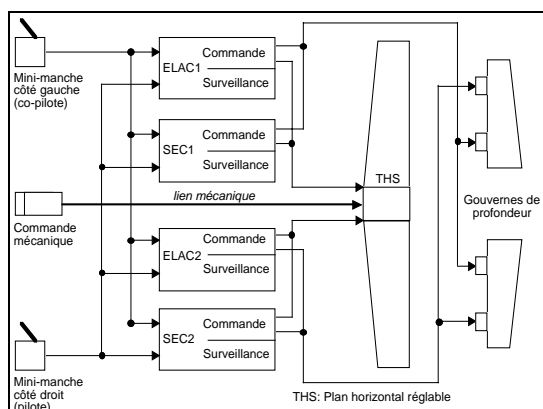 Mini-manche
côté gauche
(co-pilote)
ELAC1
Commande
Surveillance
SEC1
Commande
Surveillance
lien mécanique
Commande
mécanique
THS
Gouvernes de
profondeur
ELAC2
Commande
Surveillance
SEC2
Commande
Surveillance
Mini-manche
côté droit
(pilote)
THS: Plan horizontal réglable